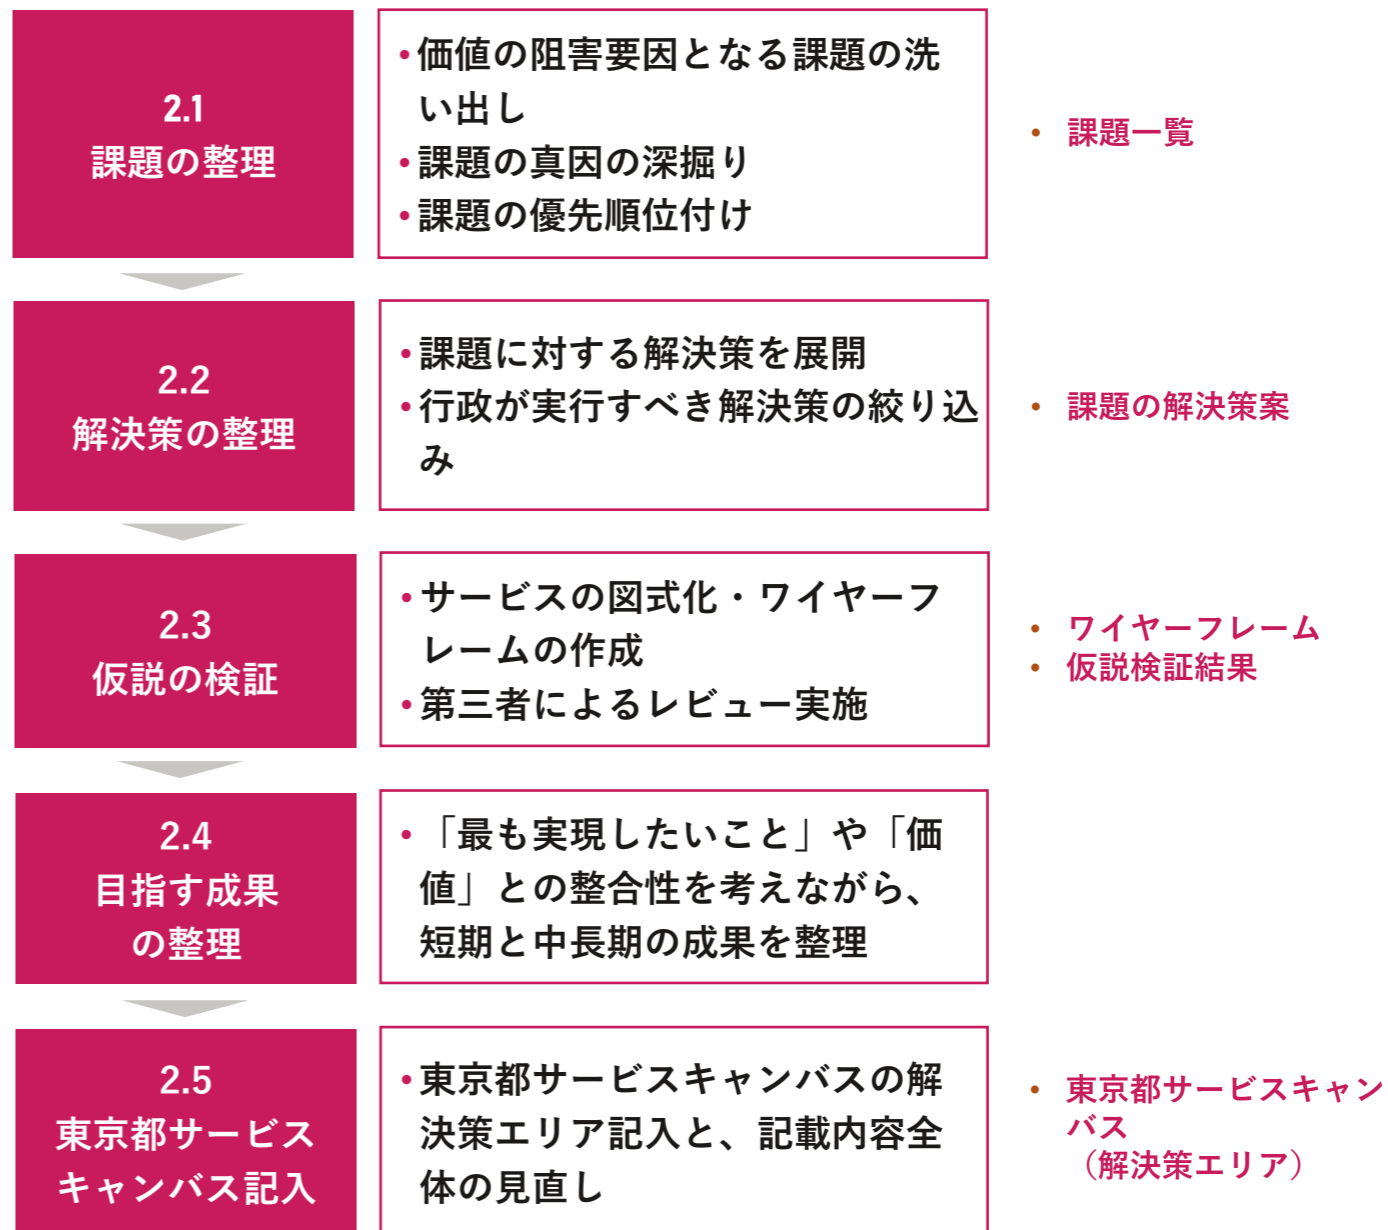 2.1
課題の整理
•価値の阻害要因となる課題の洗
い出し
•課題の真因の深掘り
•課題の優先順位付け
• 課題一覧
2.2
解決策の整理
•課題に対する解決策を展開
•行政が実行すべき解決策の絞り込
み
• 課題の解決策案
2.3
仮説の検証
•サービスの図式化・ワイヤーフ
レームの作成
•第三者によるレビュー実施
• ワイヤーフレーム
• 仮説検証結果
2.4
目指す成果
の整理
•「最も実現したいこと」や「価
値」との整合性を考えながら、
短期と中長期の成果を整理
2.5
東京都サービス
キャンバス記入
•東京都サービスキャンバスの解
決策エリア記入と、記載内容全
体の見直し
• 東京都サービスキャン
バス
（解決策エリア）